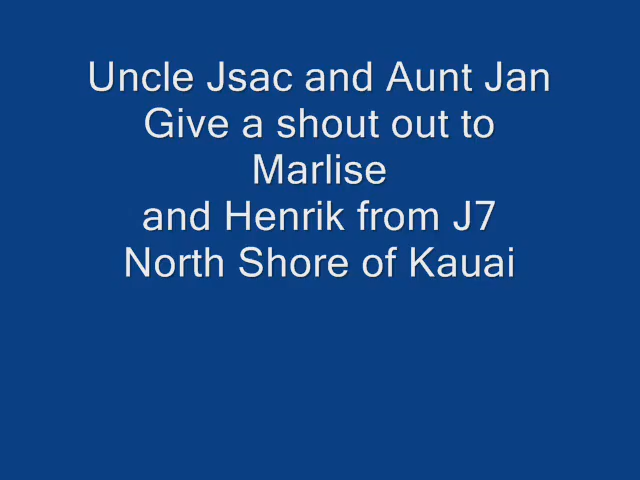 Uncle Jsac and Aunt Jan
Give a shout out to
Marlise
and Henrik from J7
North Shore of Kauai